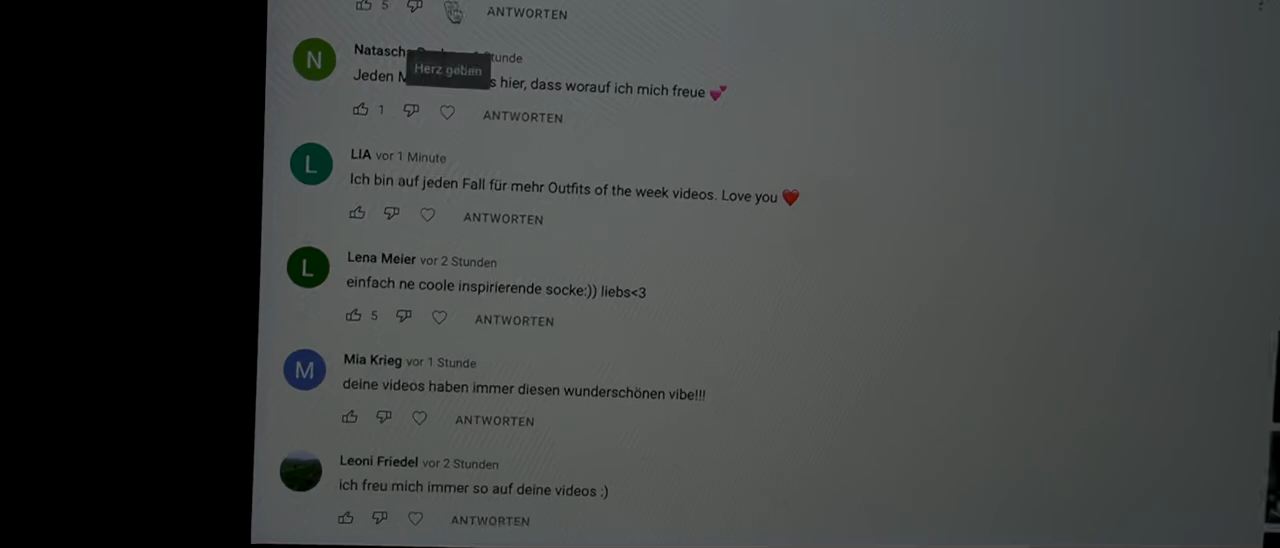 5 ANTWORTEN
Natasch tunde
Herz geben
Jeden s hier, dass worauf ich mich freue 💕
1 ANTWORTEN
L
LIA vor 1 Minute
Ich bin auf jeden Fall für mehr Outfits of the week videos. Love you ❤️
ANTWORTEN
L
Lena Meier vor 2 Stunden
einfach ne coole inspirierende socke:)) liebs<3
5 ANTWORTEN
M
Mia Krieg vor 1 Stunde
deine videos haben immer diesen wunderschönen vibe!!!
ANTWORTEN
Leoni Friedel vor 2 Stunden
ich freu mich immer so auf deine videos :)
ANTWORTEN